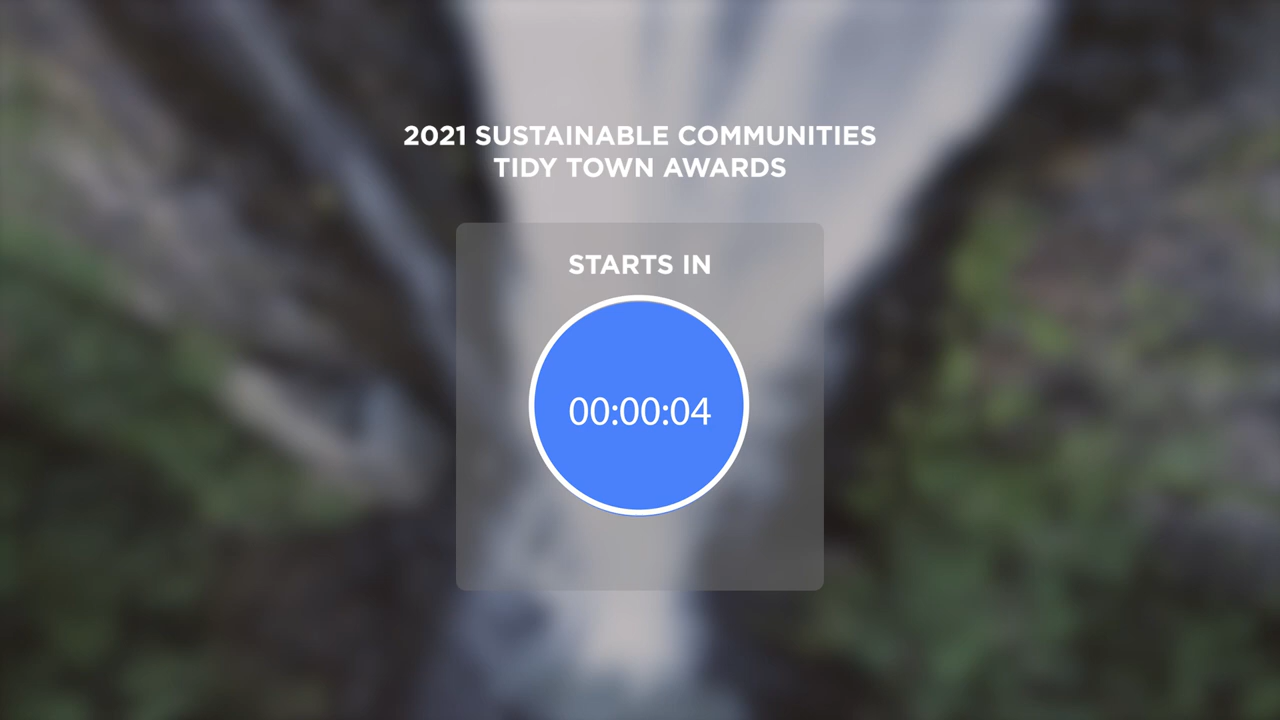 2021 SUSTAINABLE COMMUNITIES
TIDY TOWN AWARDS
STARTS IN
00:00:04